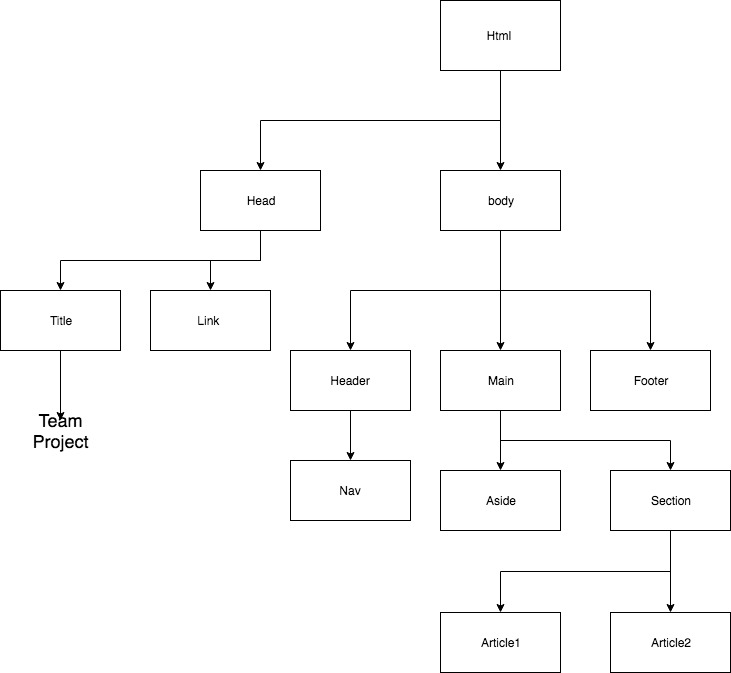 Html
Head
body
Title
Link
Header
Main
Footer
Team
Project
Nav
Aside
Section
Article1
Article2